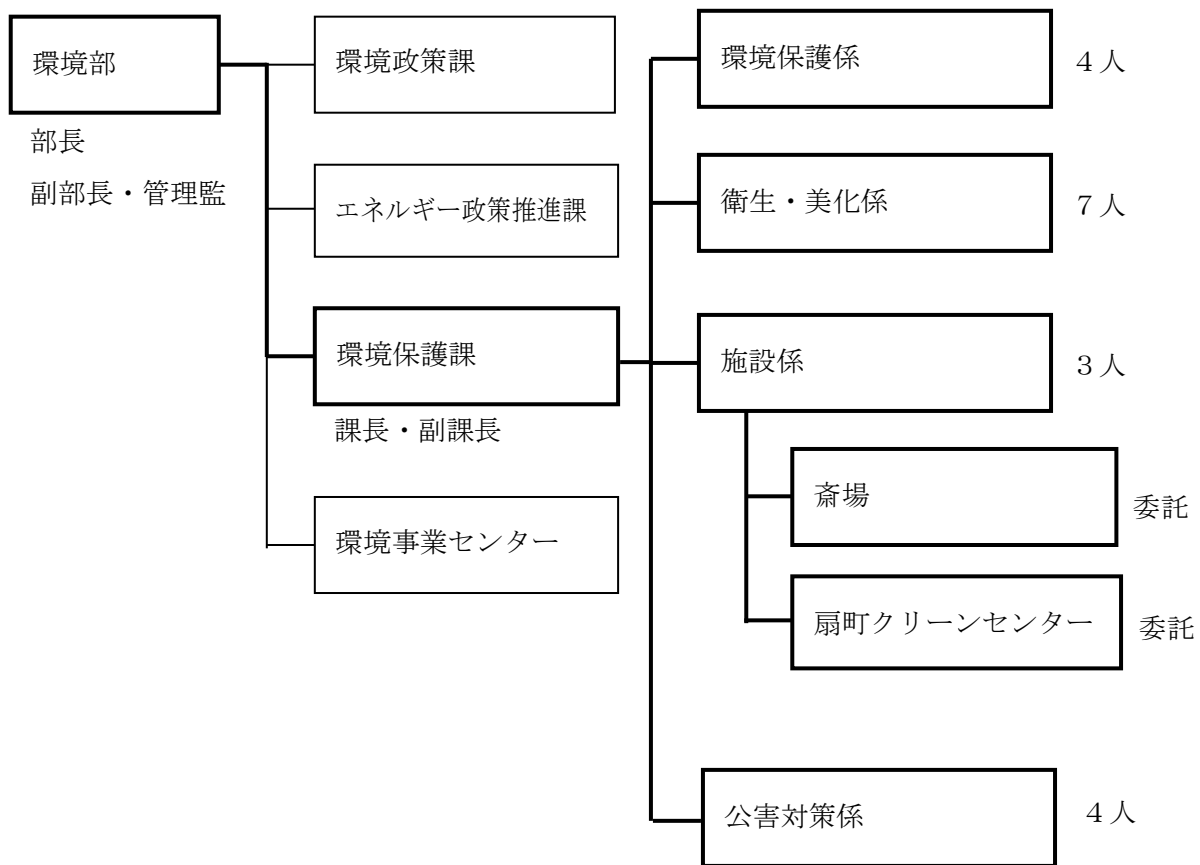 環境部
部長
副部長・管理監
環境政策課
エネルギー政策推進課
環境保護課
課長・副課長
環境事業センター
環境保護係
４人
衛生・美化係
７人
施設係
３人
斎場
委託
扇町クリーンセンター
委託
公害対策係
４人